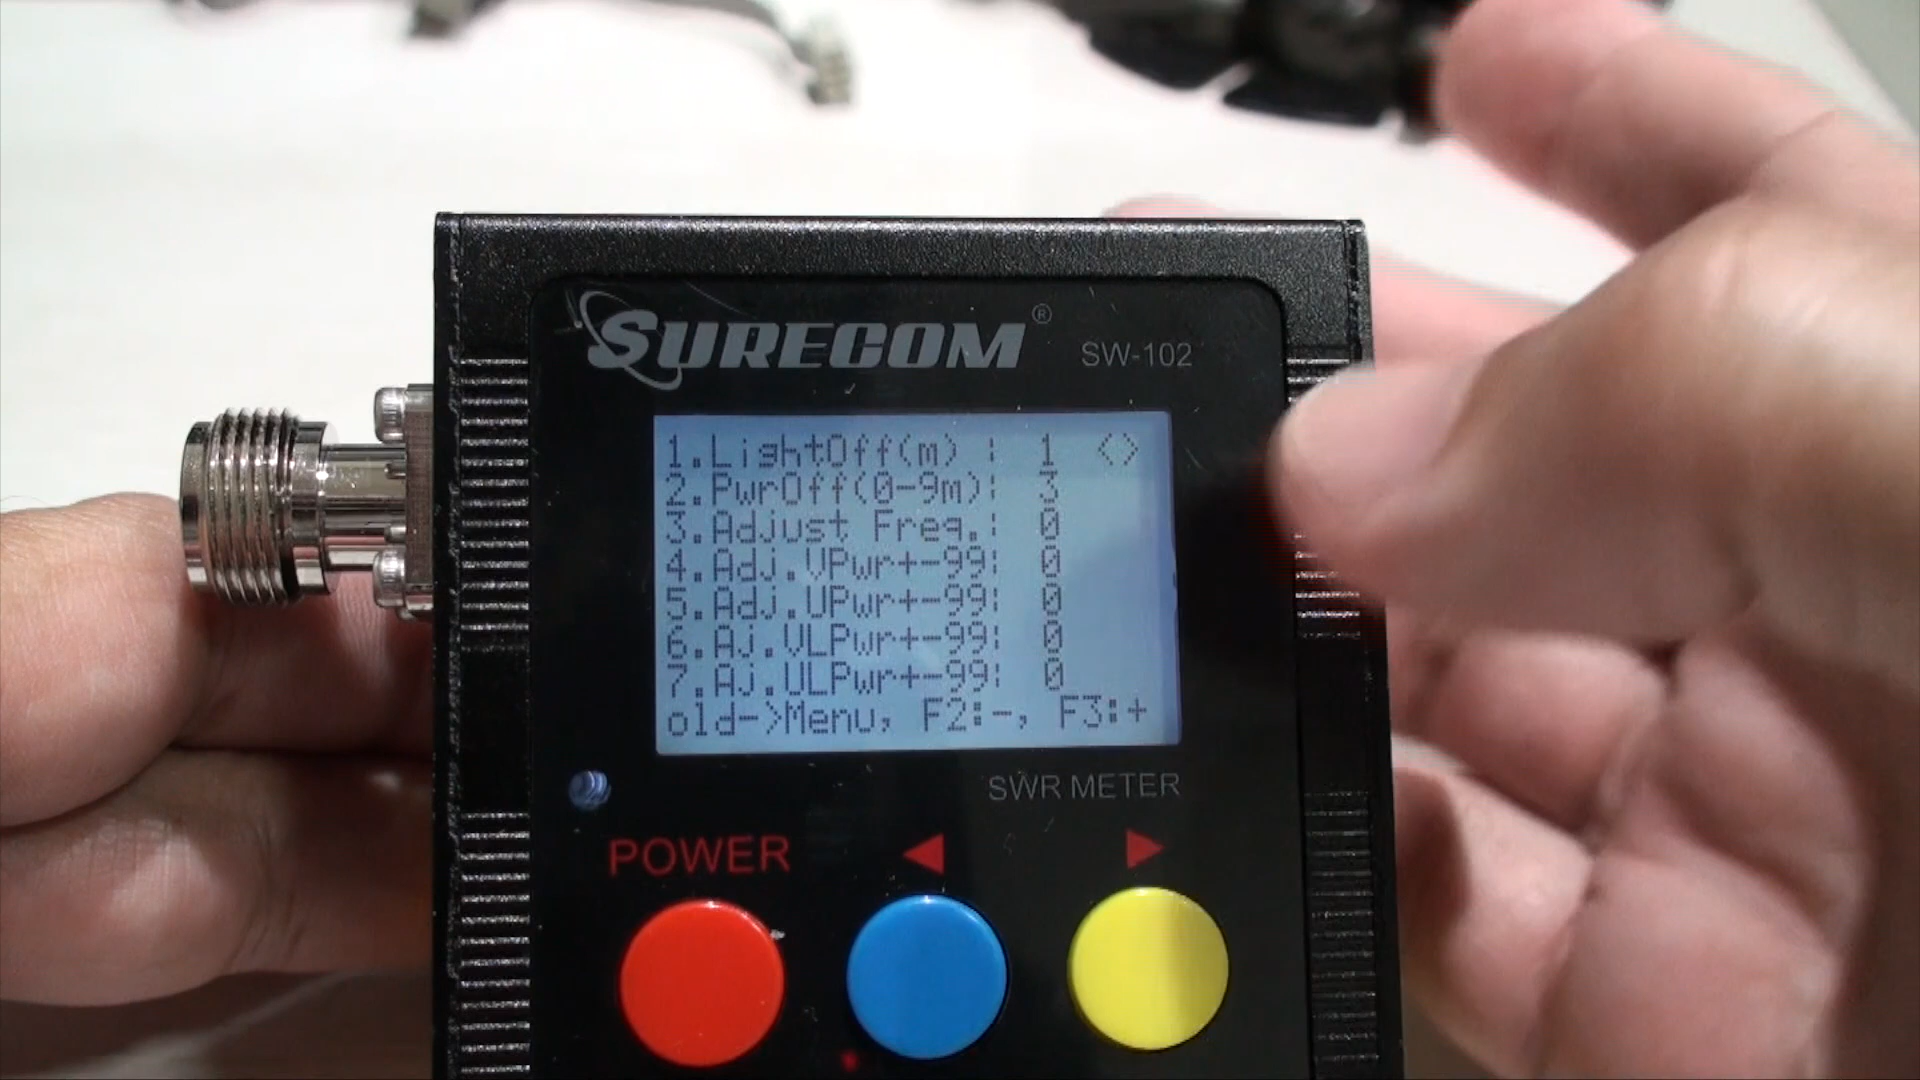 SURECOM®
SW-102
1.LightOff(m) : 1 <>
2.PwrOff(0-9m): 3
3.Adjust Freq.: 0
4.Adj.VPwr+-99: 0
5.Adj.UPwr+-99: 0
6.Aj.VLPwr+-99: 0
7.Aj.ULPwr+-99: 0
old->Menu, F2:-, F3:+
SWR METER
POWER ◀ ▶